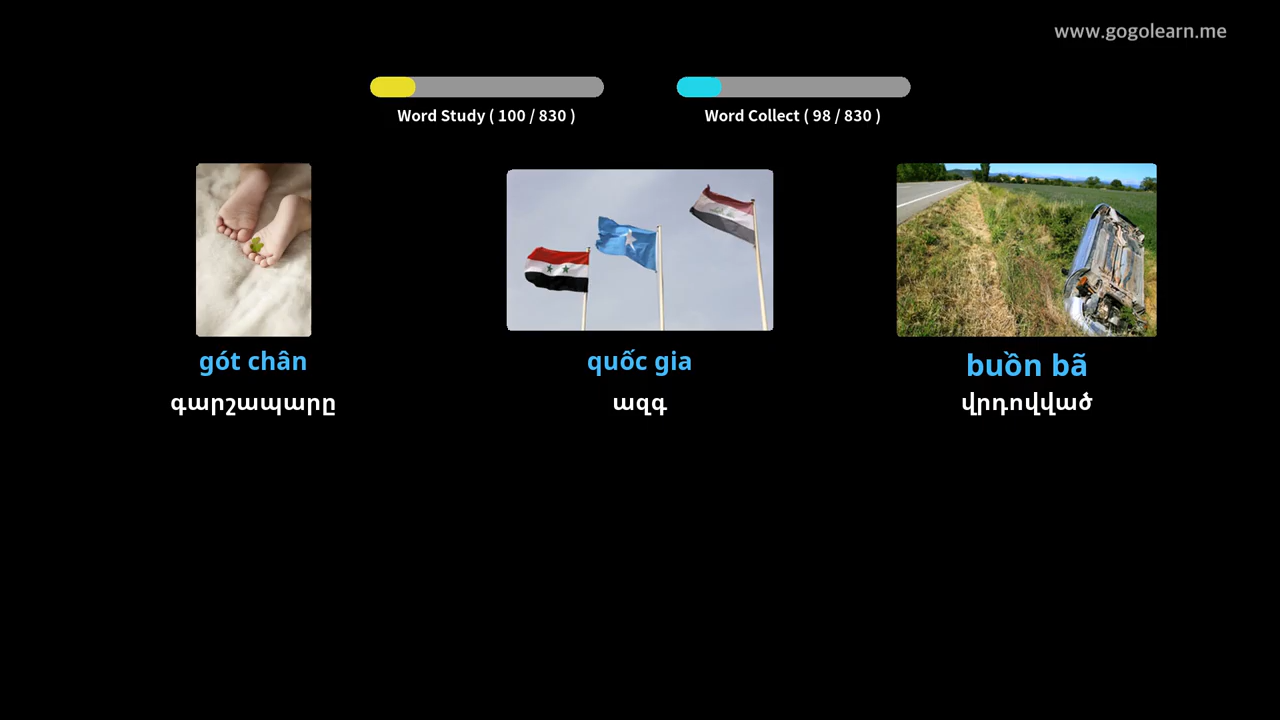 www.gogolearn.me
Word Study ( 100 / 830 )
Word Collect ( 98 / 830 )
gót chân
quốc gia
buồn bã
գարշապարը
ազգ
վրդովված